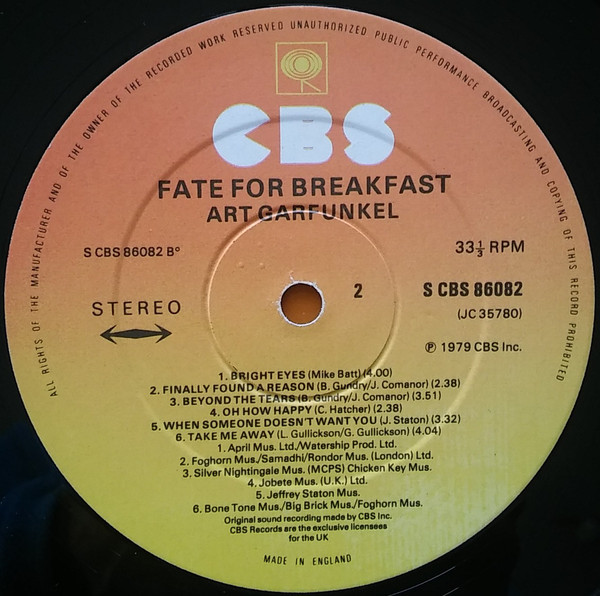 ALL RIGHTS OF THE MANUFACTURER AND OF THE OWNER OF THE RECORDED WORK RESERVED UNAUTHORIZED PUBLIC PERFORMANCE BROADCASTING AND COPYING OF THIS RECORD PROHIBITED
CBS
FATE FOR BREAKFAST
ART GARFUNKEL
S CBS 86082 B°
33⅓ RPM
STEREO
2
S CBS 86082
(JC 35780)
℗ 1979 CBS Inc.
1. BRIGHT EYES (Mike Batt) (4.00)
2. FINALLY FOUND A REASON (B. Gundry/J. Comanor) (2.38)
3. BEYOND THE TEARS (B. Gundry/J. Comanor) (3.51)
4. OH HOW HAPPY (C. Hatcher) (2.38)
5. WHEN SOMEONE DOESN'T WANT YOU (J. Staton) (3.32)
6. TAKE ME AWAY (L. Gullickson/G. Gullickson) (4.04)
1. April Mus. Ltd./Watership Prod. Ltd.
2. Foghorn Mus./Samadhi/Rondor Mus. (London) Ltd.
3. Silver Nightingale Mus. (MCPS) Chicken Key Mus.
4. Jobete Mus. (U.K.) Ltd.
5. Jeffrey Staton Mus.
6. Bone Tone Mus./Big Brick Mus./Foghorn Mus.
Original sound recording made by CBS Inc.
CBS Records are the exclusive licensees
for the UK
MADE IN ENGLAND